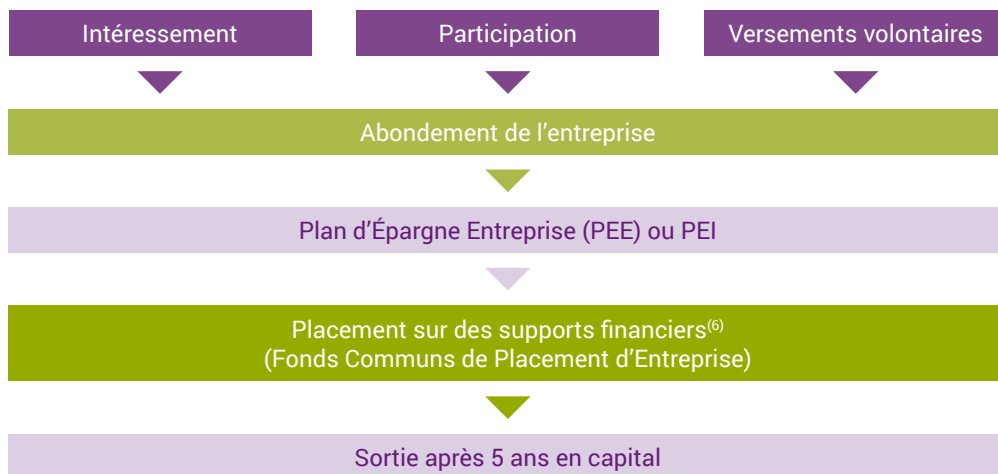 Intéressement
Participation
Versements volontaires
Abondement de l’entreprise
Plan d’Épargne Entreprise (PEE) ou PEI
Placement sur des supports financiers(6)
(Fonds Communs de Placement d’Entreprise)
Sortie après 5 ans en capital